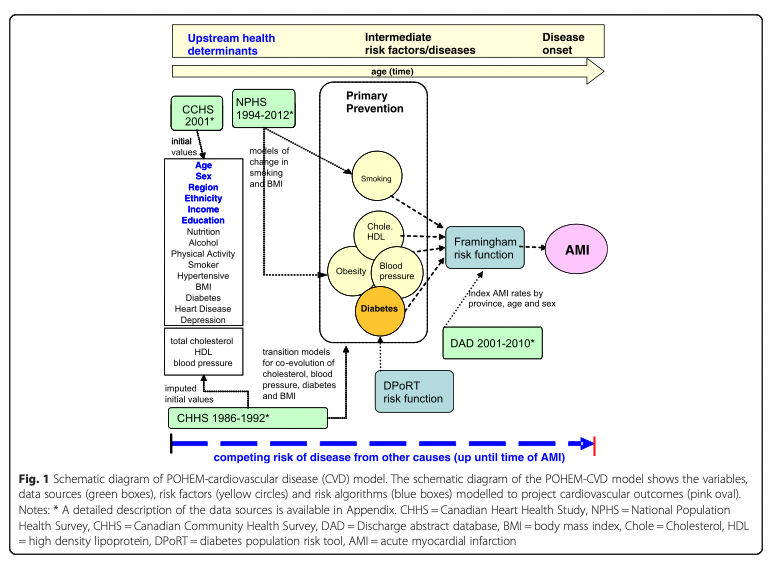 Upstream health
determinants
Intermediate
risk factors/diseases
Disease
onset
age (time)
CCHS
2001*
NPHS
1994-2012*
Primary
Prevention
initial
values
models of
change in
smoking
and BMI
Age
Sex
Region
Ethnicity
Income
Education
Nutrition
Alcohol
Physical Activity
Smoker
Hypertensive
BMI
Diabetes
Heart Disease
Depression
total cholesterol
HDL
blood pressure
Smoking
Chole.
HDL
Obesity
Blood
pressure
Diabetes
Framingham
risk function
AMI
Index AMI rates by
province, age and sex
DAD 2001-2010*
transition models
for co-evolution of
cholesterol, blood
pressure, diabetes
and BMI
DPoRT
risk function
imputed
initial values
CHHS 1986-1992*
competing risk of disease from other causes (up until time of AMI)
Fig. 1 Schematic diagram of POHEM-cardiovascular disease (CVD) model. The schematic diagram of the POHEM-CVD model shows the variables,
data sources (green boxes), risk factors (yellow circles) and risk algorithms (blue boxes) modelled to project cardiovascular outcomes (pink oval).
Notes: * A detailed description of the data sources is available in Appendix. CHHS = Canadian Heart Health Study, NPHS = National Population
Health Survey, CCHS = Canadian Community Health Survey, DAD = Discharge abstract database, BMI = body mass index, Chole = Cholesterol, HDL
= high density lipoprotein, DPoRT = diabetes population risk tool, AMI = acute myocardial infarction